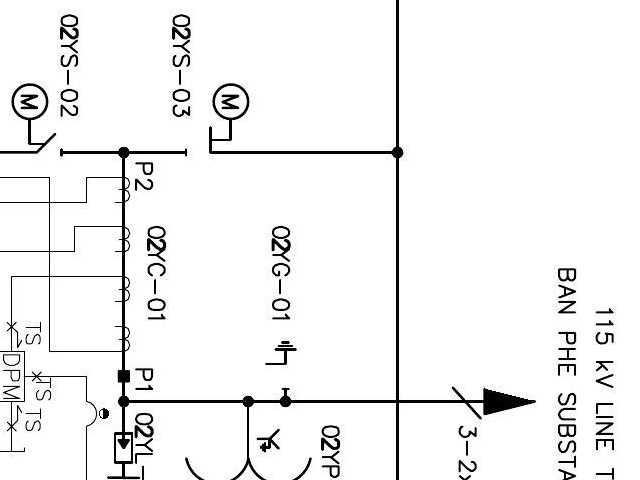 115 kV LINE T
BAN PHE SUBSTA
3-2x
02YG-01
02YP
02YS-03
P2
02YC-01
P1
02YL-
02YS-02
M
M
TS
DPM
TS
TS